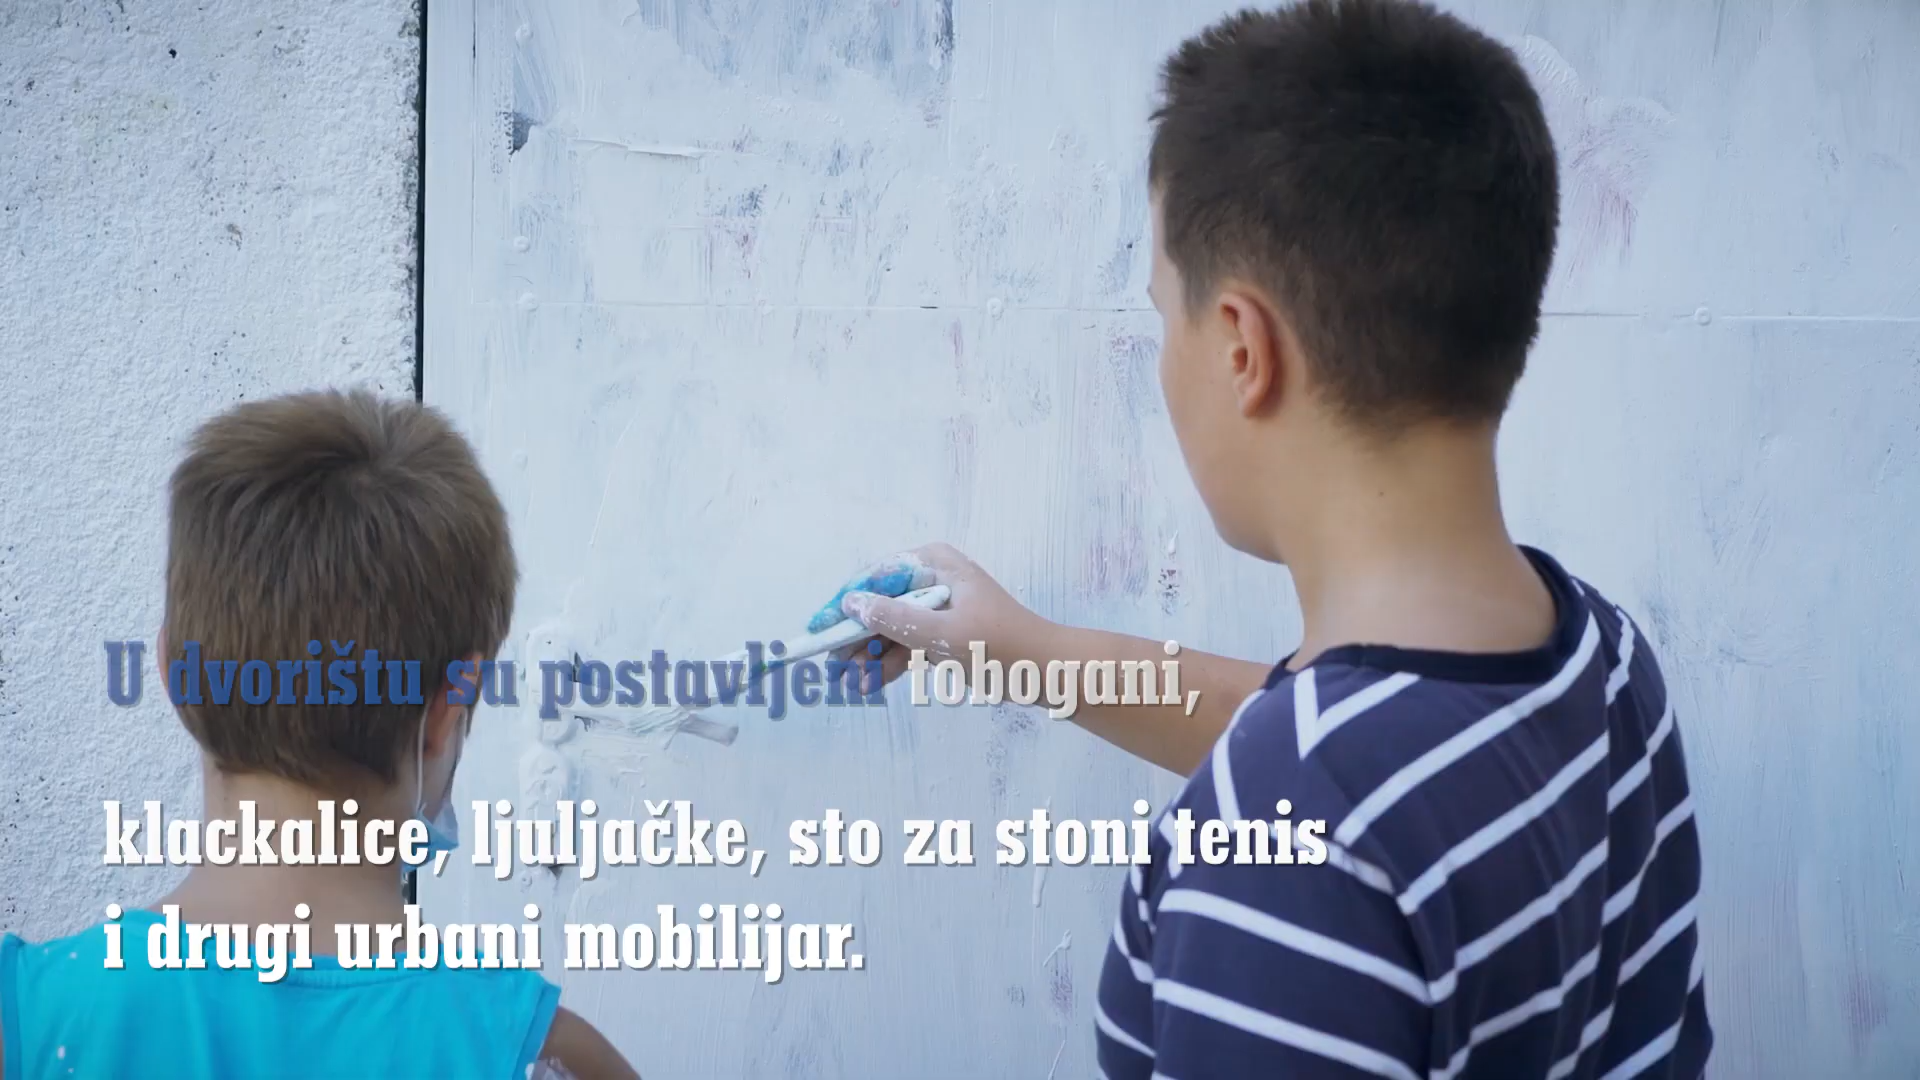 U dvorištu su postavljeni tobogani,
klackalice, ljuljačke, sto za stoni tenis
i drugi urbani mobilijar.